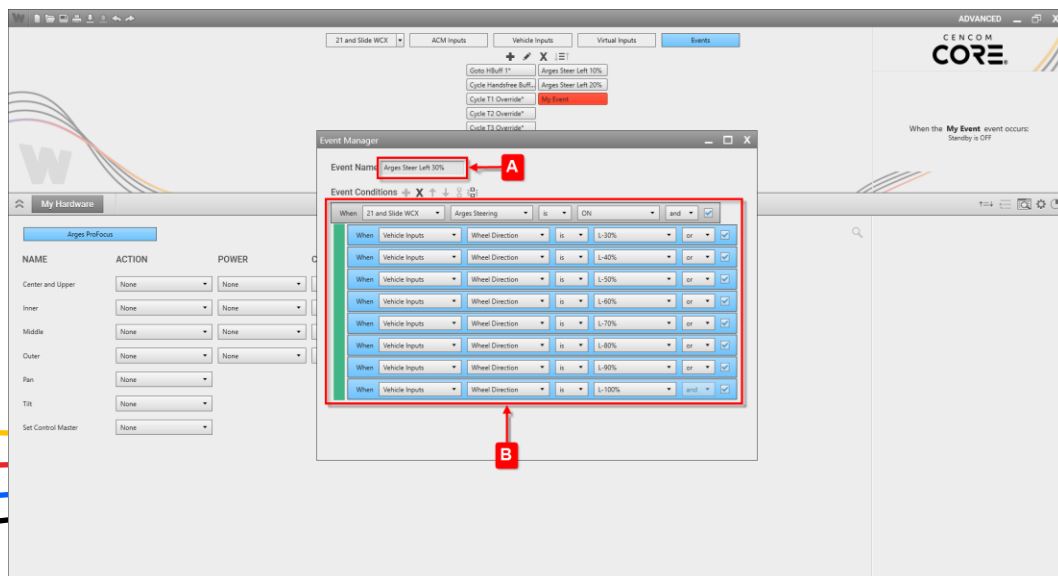 W
ADVANCED
21 and Slide WCX
ACM Inputs
Vehicle Inputs
Virtual Inputs
Events
CENCOM
CORE.
Goto HBuff 1*
Arges Steer Left 10%
Cycle Handsfree Buff...
Arges Steer Left 20%
Cycle T1 Override*
My Event
Cycle T2 Override*
Cycle T3 Override*
When the My Event event occurs:
Standby is OFF
W
Event Manager
Event Name
Arges Steer Left 30%
A
Event Conditions
When 21 and Slide WCX Arges Steering is ON and
When Vehicle Inputs Wheel Direction is L-30% or
When Vehicle Inputs Wheel Direction is L-40% or
When Vehicle Inputs Wheel Direction is L-50% or
When Vehicle Inputs Wheel Direction is L-60% or
When Vehicle Inputs Wheel Direction is L-70% or
When Vehicle Inputs Wheel Direction is L-80% or
When Vehicle Inputs Wheel Direction is L-90% or
When Vehicle Inputs Wheel Direction is L-100% and
B
My Hardware
Arges ProFocus
NAME ACTION POWER C
Center and Upper None None
Inner None None
Middle None None
Outer None None
Pan None
Tilt None
Set Control Master None